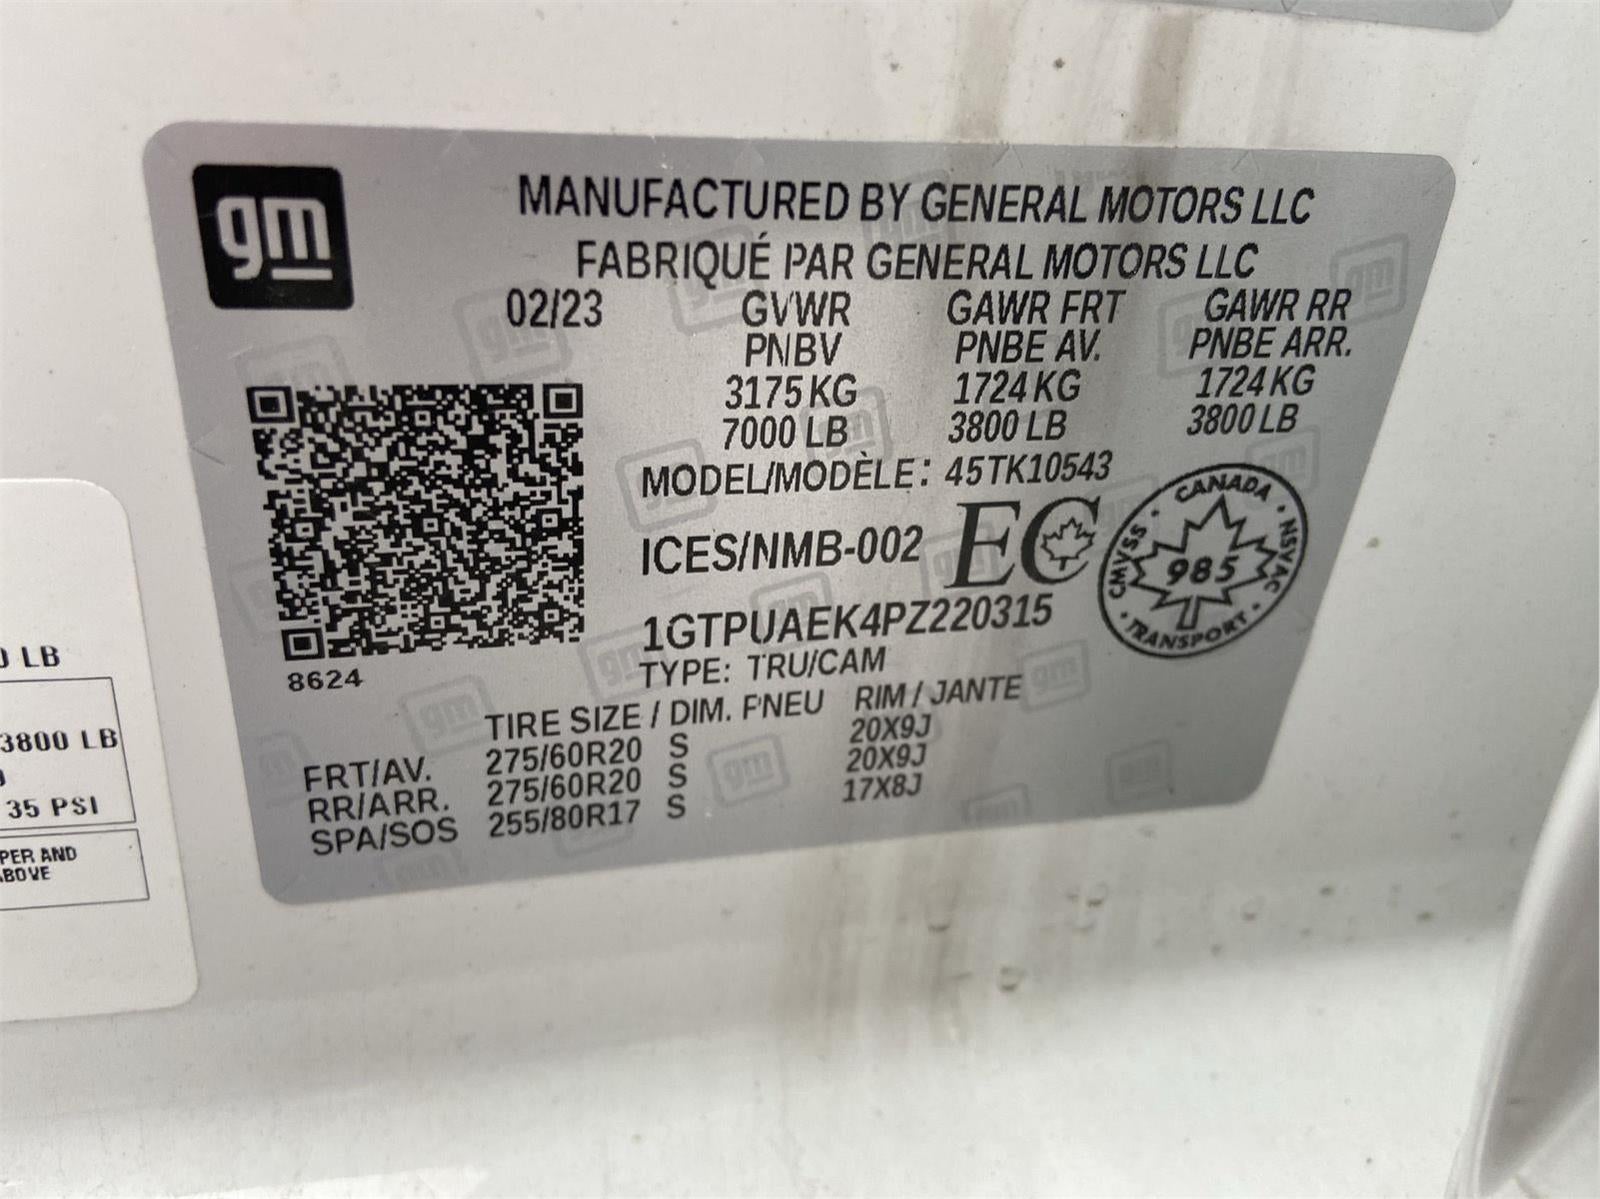 gm
MANUFACTURED BY GENERAL MOTORS LLC
FABRIQUÉ PAR GENERAL MOTORS LLC
02/23 GVWR GAWR FRT GAWR RR
PNBV PNBE AV. PNBE ARR.
3175 KG 1724 KG 1724 KG
7000 LB 3800 LB 3800 LB
MODEL/MODÈLE: 45TK10543
ICES/NMB-002 EC
CANADA
CMVSS 985 NSVAC
TRANSPORT
1GTPUAEK4PZ220315
TYPE: TRU/CAM
8624
TIRE SIZE / DIM. PNEU RIM / JANTE
FRT/AV. 275/60R20 S 20X9J
RR/ARR. 275/60R20 S 20X9J
SPA/SOS 255/80R17 S 17X8J
LB
3800 LB
35 PSI
PER AND
ABOVE